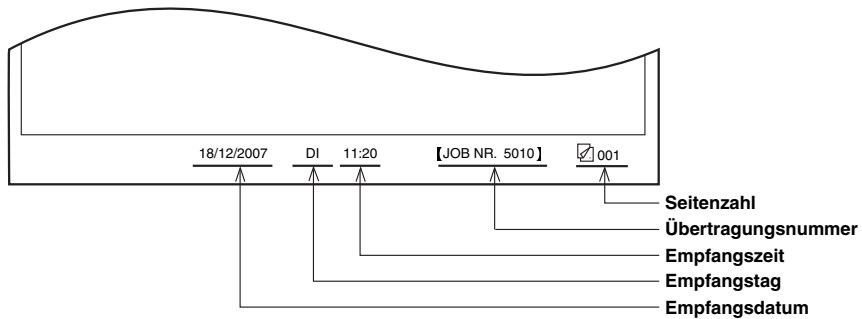 18/12/2007 DI 11:20 【JOB NR. 5010】 001
Seitenzahl
Übertragungsnummer
Empfangszeit
Empfangstag
Empfangsdatum